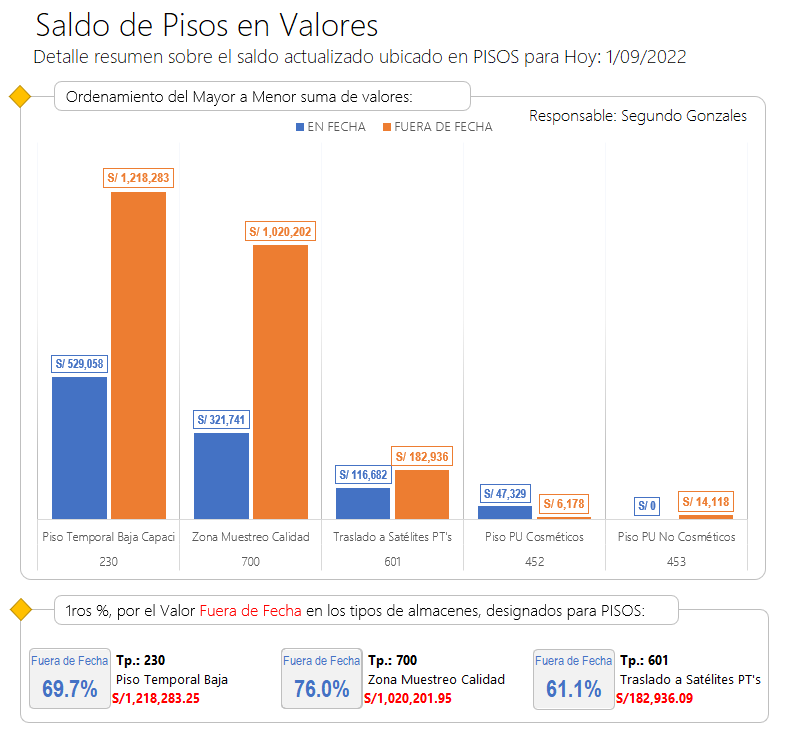 Saldo de Pisos en Valores
Detalle resumen sobre el saldo actualizado ubicado en PISOS para Hoy: 1/09/2022
Ordenamiento del Mayor a Menor suma de valores:
Responsable: Segundo Gonzales
EN FECHA FUERA DE FECHA
S/ 1,218,283
S/ 1,020,202
S/ 529,058
S/ 321,741
S/ 182,936
S/ 116,682
S/ 47,329
S/ 6,178
S/ 0
S/ 14,118
Piso Temporal Baja Capaci Zona Muestreo Calidad Traslado a Satélites PT's Piso PU Cosméticos Piso PU No Cosméticos
230 700 601 452 453
1ros %, por el Valor Fuera de Fecha en los tipos de almacenes, designados para PISOS:
Fuera de Fecha
69.7%
Tp.: 230
Piso Temporal Baja
S/1,218,283.25
Fuera de Fecha
76.0%
Tp.: 700
Zona Muestreo Calidad
S/1,020,201.95
Fuera de Fecha
61.1%
Tp.: 601
Traslado a Satélites PT's
S/182,936.09